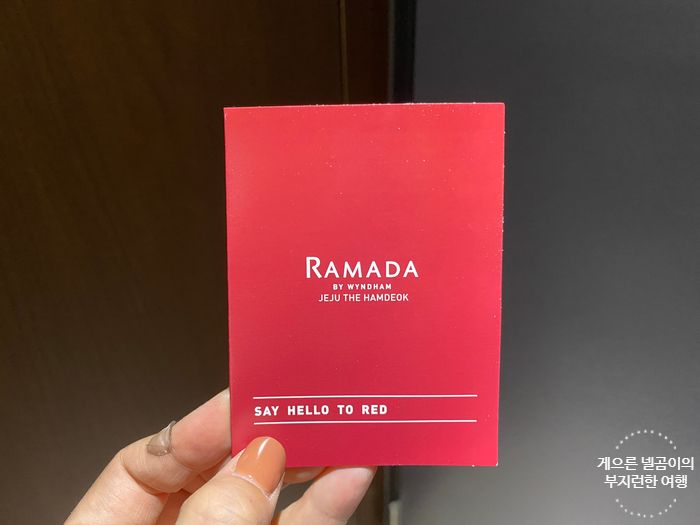 RAMADA
BY WYNDHAM
JEJU THE HAMDEOK
SAY HELLO TO RED
게으른 넬곰이의
부지런한 여행